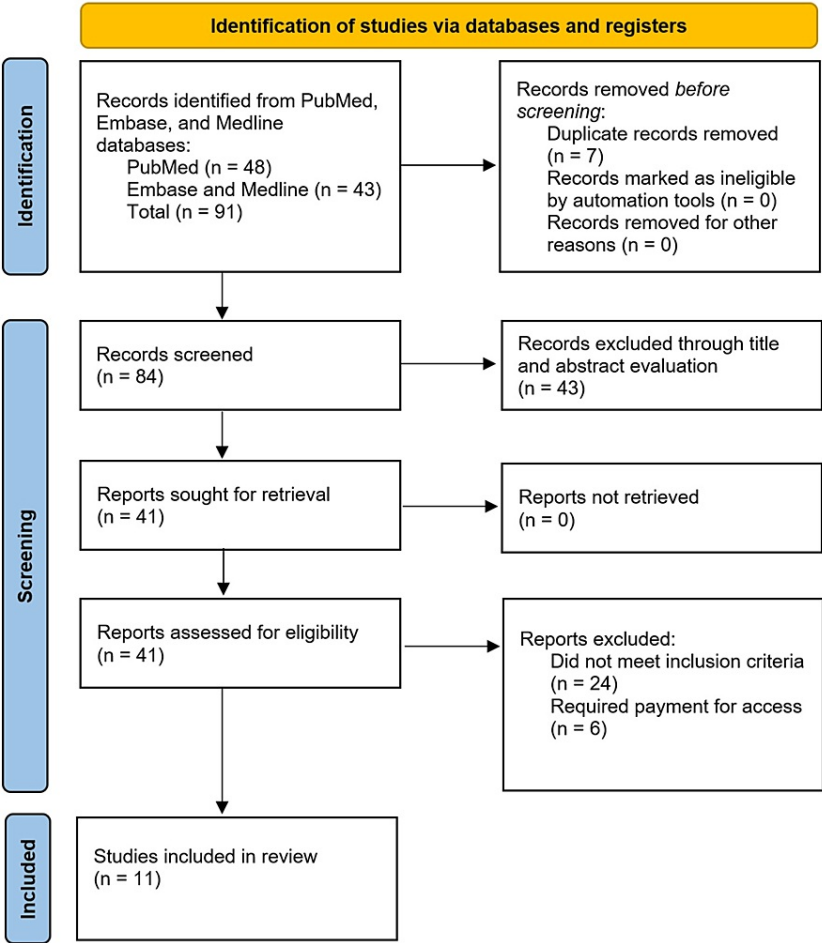 Identification of studies via databases and registers
Identification
Records identified from PubMed,
Embase, and Medline
databases:
PubMed (n = 48)
Embase and Medline (n = 43)
Total (n = 91)
Records removed before
screening:
Duplicate records removed
(n = 7)
Records marked as ineligible
by automation tools (n = 0)
Records removed for other
reasons (n = 0)
Screening
Records screened
(n = 84)
Records excluded through title
and abstract evaluation
(n = 43)
Reports sought for retrieval
(n = 41)
Reports not retrieved
(n = 0)
Reports assessed for eligibility
(n = 41)
Reports excluded:
Did not meet inclusion criteria
(n = 24)
Required payment for access
(n = 6)
Included
Studies included in review
(n = 11)